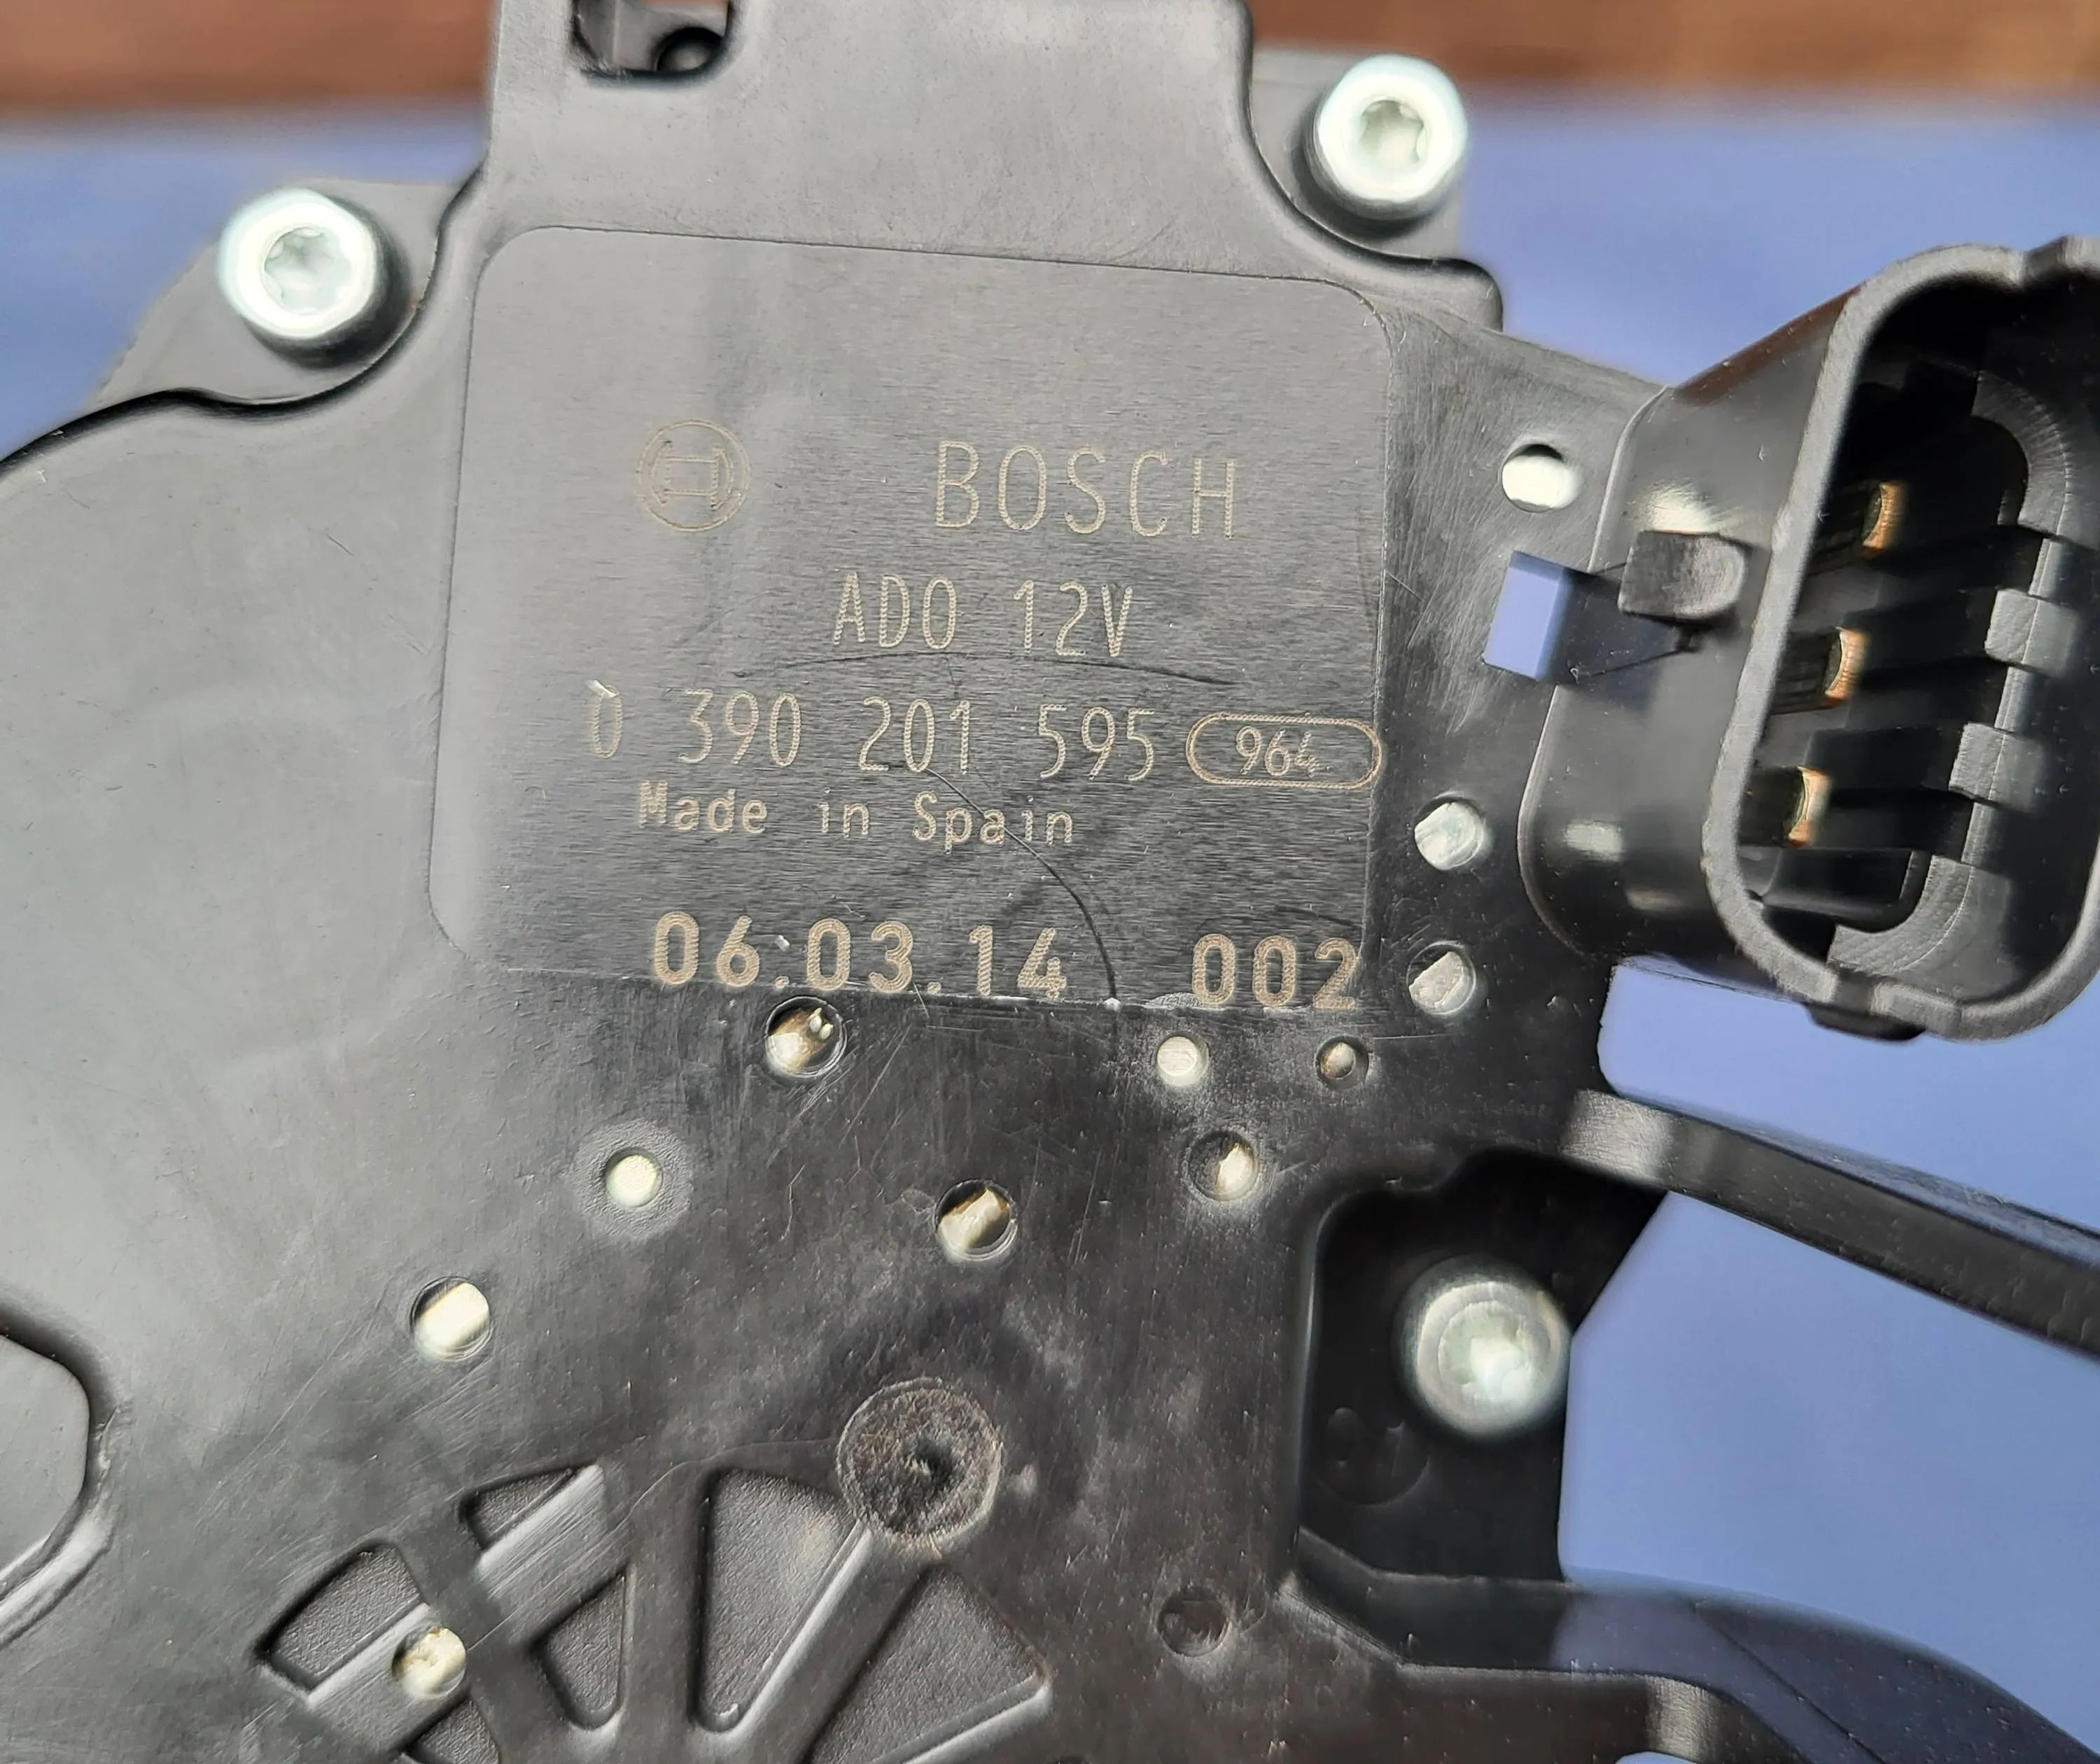 BOSCH
ADO 12V
0 390 201 595 964
Made in Spain
06.03.14 002